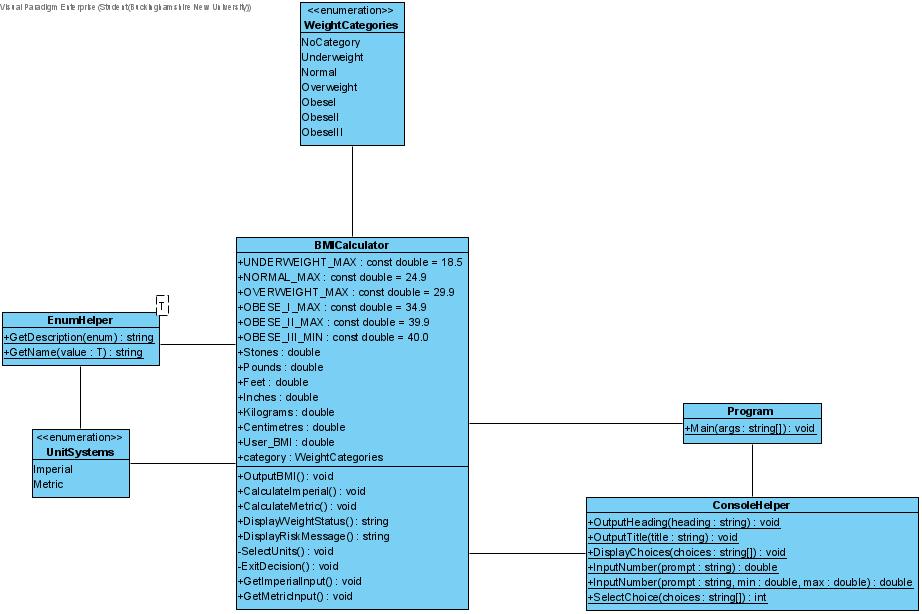 Visual Paradigm Enterprise (Student(Buckinghamshire New University))
<<enumeration>>
WeightCategories
NoCategory
Underweight
Normal
Overweight
ObeseI
ObeseII
ObeseIII
BMICalculator
+UNDERWEIGHT_MAX : const double = 18.5
+NORMAL_MAX : const double = 24.9
+OVERWEIGHT_MAX : const double = 29.9
+OBESE_I_MAX : const double = 34.9
+OBESE_II_MAX : const double = 39.9
+OBESE_III_MIN : const double = 40.0
+Stones : double
+Pounds : double
+Feet : double
+Inches : double
+Kilograms : double
+Centimetres : double
+User_BMI : double
+category : WeightCategories
+OutputBMI() : void
+CalculateImperial() : void
+CalculateMetric() : void
+DisplayWeightStatus() : string
+DisplayRiskMessage() : string
-SelectUnits() : void
-ExitDecision() : void
+GetImperialInput() : void
+GetMetricInput() : void
T
EnumHelper
+GetDescription(enum) : string
+GetName(value : T) : string
<<enumeration>>
UnitSystems
Imperial
Metric
Program
+Main(args : string[]) : void
ConsoleHelper
+OutputHeading(heading : string) : void
+OutputTitle(title : string) : void
+DisplayChoices(choices : string[]) : void
+InputNumber(prompt : string) : double
+InputNumber(prompt : string, min : double, max : double) : double
+SelectChoice(choices : string[]) : int